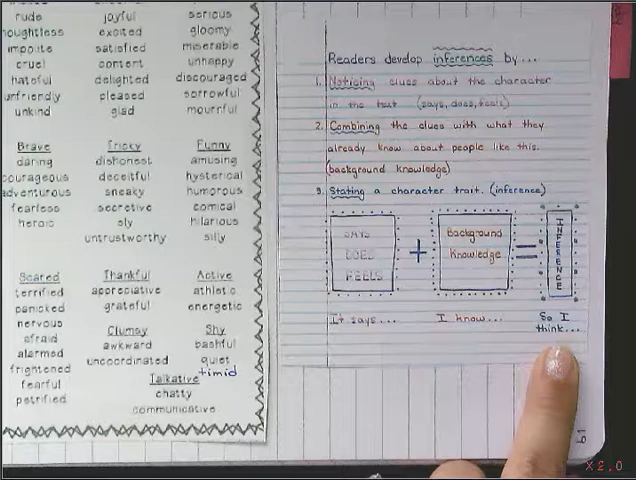 rude joyful serious
excited gloomy
impolite satisfied miserable
cruel content unhappy
hateful delighted discouraged
unfriendly pleased sorrowful
unkind glad mournful
Brave Tricky Funny
daring dishonest amusing
courageous deceitful hysterical
adventurous sneaky humorous
fearless secretive comical
heroic sly hilarious
untrustworthy silly
Scared Thankful Active
terrified appreciative athletic
panicked grateful energetic
nervous
afraid Clumsy Shy
alarmed awkward bashful
frightened uncoordinated quiet
timid
fearful Talkative
petrified chatty
communicative
Readers develop inferences by...
1. Noticing clues about the character
in the text (says, does, feels)
2. Combining the clues with what they
already know about people like this.
(background knowledge)
3. Stating a character trait. (inference)
SAYS
DOES
FEELS
+
Background
Knowledge
=
INFERENCE
It says... I know... So I
think...
61
X2,0